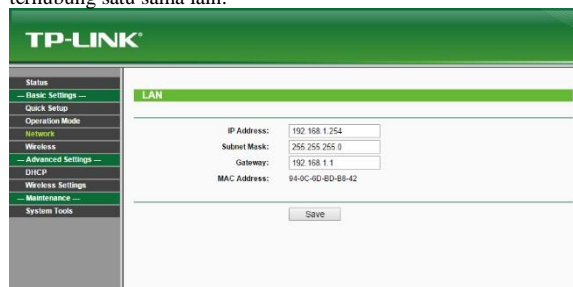 terhubung satu sama lain.
TP-LINK®
Status
— Basic Settings —
Quick Setup
Operation Mode
Network
Wireless
— Advanced Settings —
DHCP
Wireless Settings
— Maintenance —
System Tools
LAN
IP Address: 192.168.1.254
Subnet Mask: 255.255.255.0
Gateway: 192.168.1.1
MAC Address: 94-0C-6D-BD-B8-42
Save